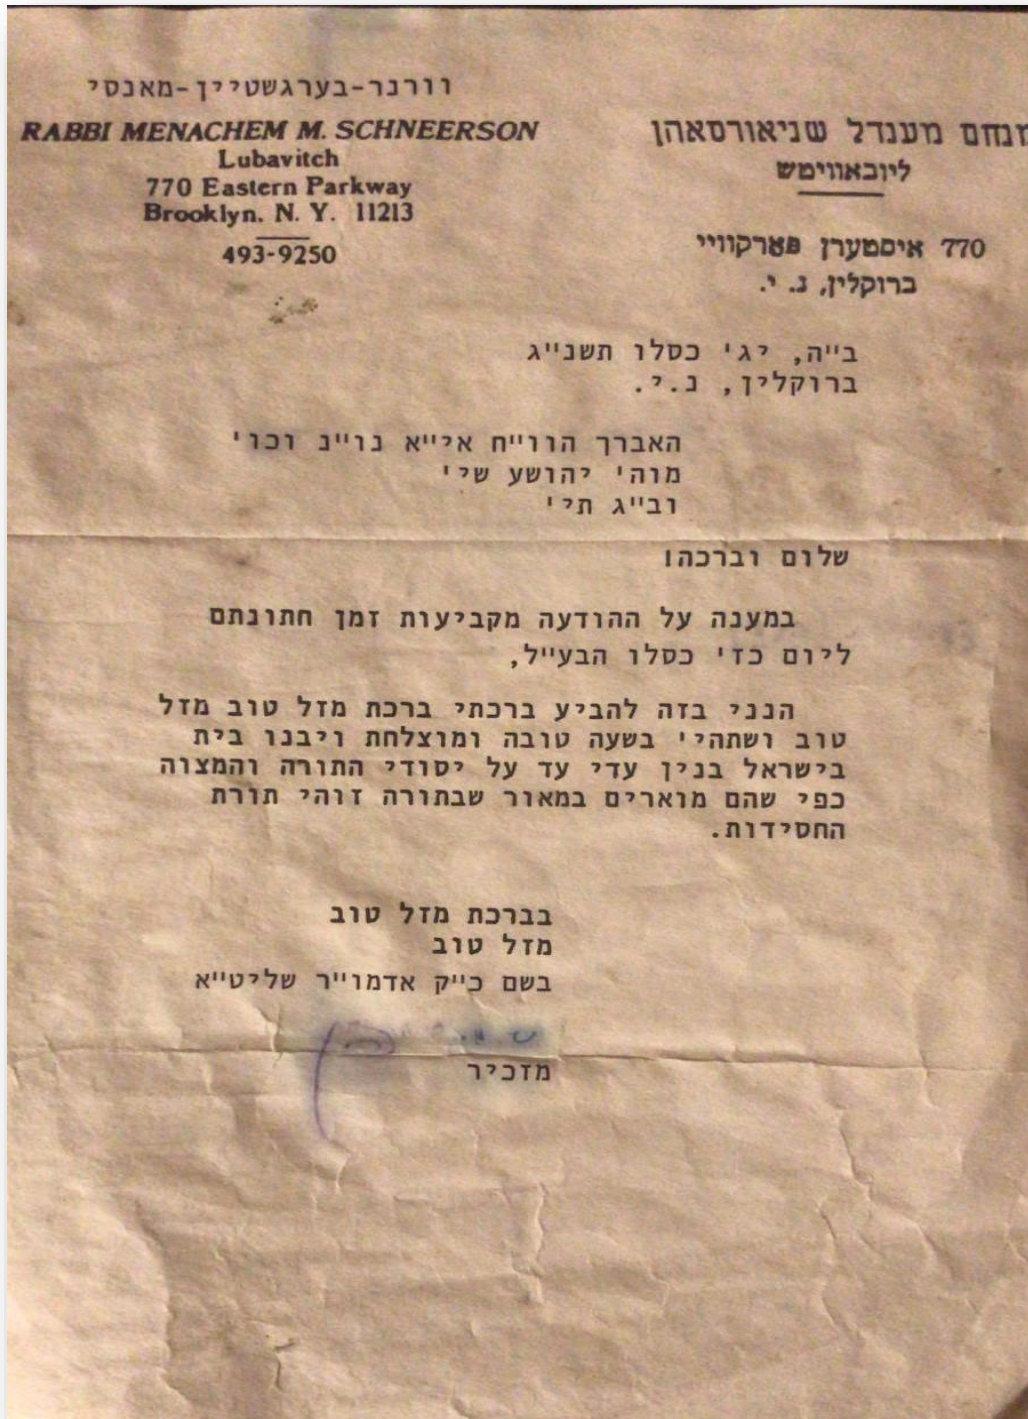 וורנר-בערגשטיין-מאנסי
RABBI MENACHEM M. SCHNEERSON
Lubavitch
770 Eastern Parkway
Brooklyn, N. Y. 11213
493-9250
מנחם מענדל שניאורסאהן
ליובאוויטש
770 איסטערן פארקוויי
ברוקלין, נ. י.
ב״ה, יג׳ כסלו תשנ״ג
ברוקלין, נ.י.
האברך הוו״ח אי״א נו״נ וכו׳
מוה׳ יהושע שי׳
וב״ג תי׳
שלום וברכה!
במענה על ההודעה מקביעות זמן חתונתם
ליום כז׳ כסלו הבע״ל,
הנני בזה להביע ברכתי ברכת מזל טוב מזל
טוב ושתהי׳ בשעה טובה ומוצלחת ויבנו בית
בישראל בנין עדי עד על יסודי התורה והמצוה
כפי שהם מוארים במאור שבתורה זוהי תורת
החסידות.
בברכת מזל טוב
מזל טוב
בשם כ״ק אדמו״ר שליט״א
מזכיר